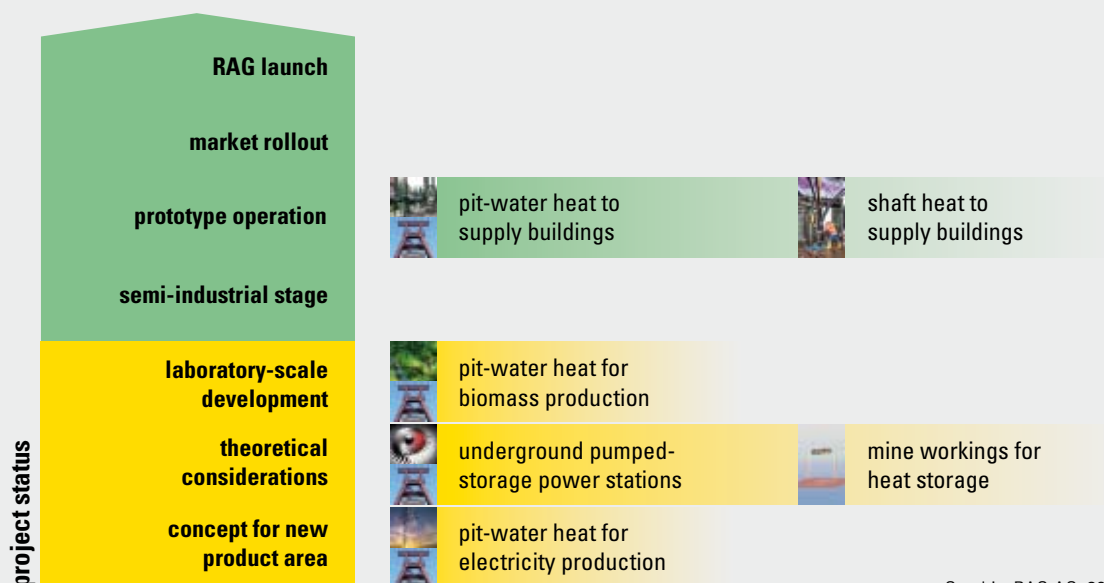 RAG launch
market rollout
prototype operation
pit-water heat to
supply buildings
shaft heat to
supply buildings
semi-industrial stage
laboratory-scale
development
pit-water heat for
biomass production
theoretical
considerations
underground pumped-
storage power stations
mine workings for
heat storage
concept for new
product area
pit-water heat for
electricity production
project status